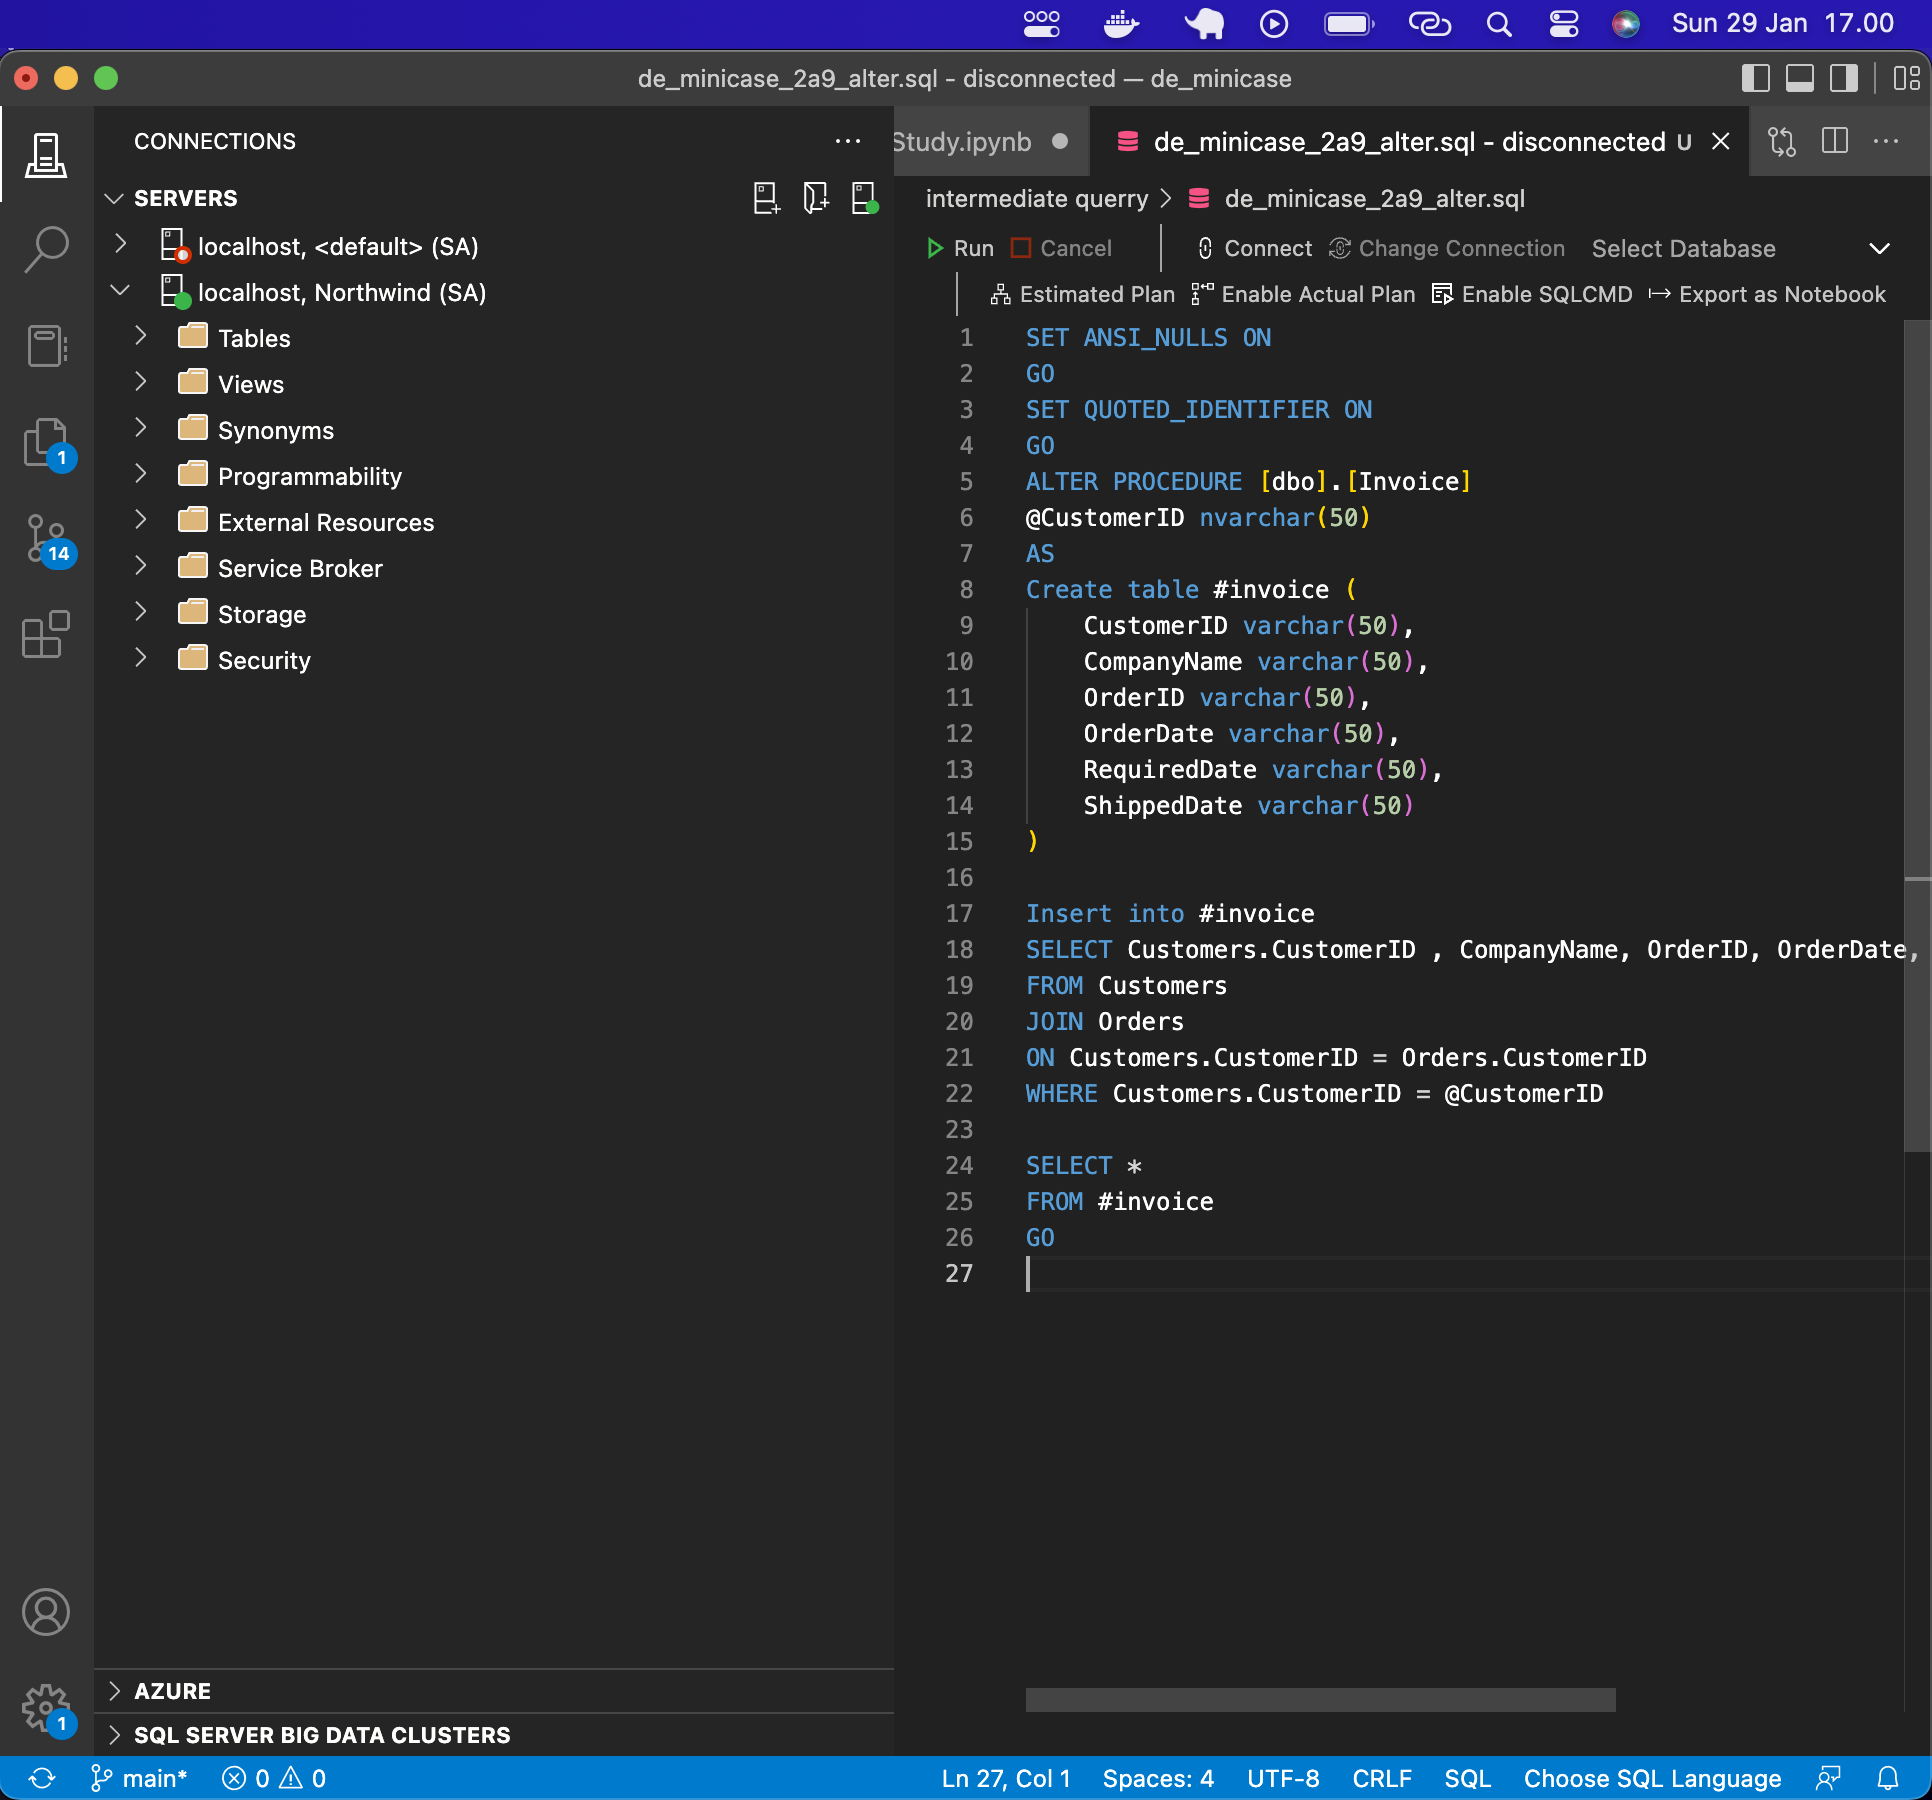 Sun 29 Jan 17.00
de_minicase_2a9_alter.sql - disconnected — de_minicase
CONNECTIONS
SERVERS
localhost, <default> (SA)
localhost, Northwind (SA)
Tables
Views
Synonyms
Programmability
External Resources
Service Broker
Storage
Security
1
14
AZURE
1
SQL SERVER BIG DATA CLUSTERS
Study.ipynb
de_minicase_2a9_alter.sql - disconnected U
intermediate querry > de_minicase_2a9_alter.sql
Run Cancel Connect Change Connection Select Database
Estimated Plan Enable Actual Plan Enable SQLCMD Export as Notebook
1 SET ANSI_NULLS ON
2 GO
3 SET QUOTED_IDENTIFIER ON
4 GO
5 ALTER PROCEDURE [dbo].[Invoice]
6 @CustomerID nvarchar(50)
7 AS
8 Create table #invoice (
9 CustomerID varchar(50),
10 CompanyName varchar(50),
11 OrderID varchar(50),
12 OrderDate varchar(50),
13 RequiredDate varchar(50),
14 ShippedDate varchar(50)
15 )
16
17 Insert into #invoice
18 SELECT Customers.CustomerID , CompanyName, OrderID, OrderDate,
19 FROM Customers
20 JOIN Orders
21 ON Customers.CustomerID = Orders.CustomerID
22 WHERE Customers.CustomerID = @CustomerID
23
24 SELECT *
25 FROM #invoice
26 GO
27
main* 0 0 Ln 27, Col 1 Spaces: 4 UTF-8 CRLF SQL Choose SQL Language